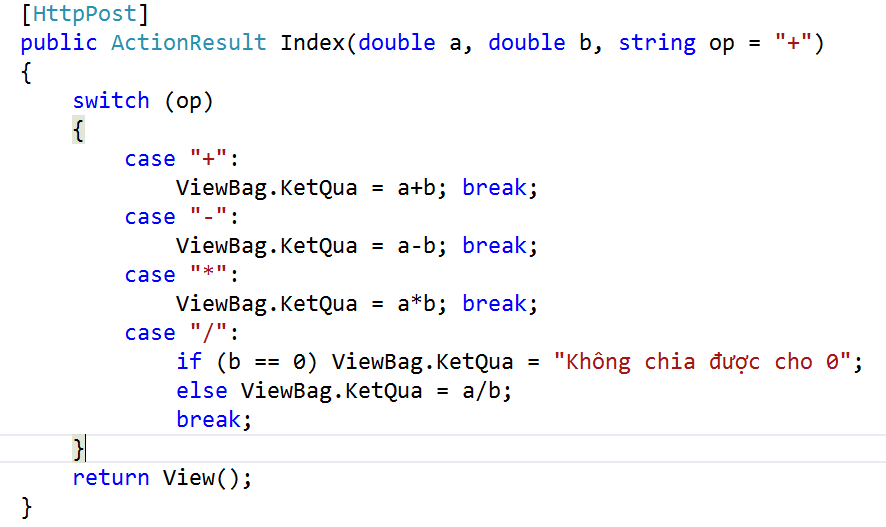 [HttpPost]
public ActionResult Index(double a, double b, string op = "+")
{
    switch (op)
    {
        case "+":
            ViewBag.KetQua = a+b; break;
        case "-":
            ViewBag.KetQua = a-b; break;
        case "*":
            ViewBag.KetQua = a*b; break;
        case "/":
            if (b == 0) ViewBag.KetQua = "Không chia được cho 0";
            else ViewBag.KetQua = a/b;
            break;
    }
    return View();
}